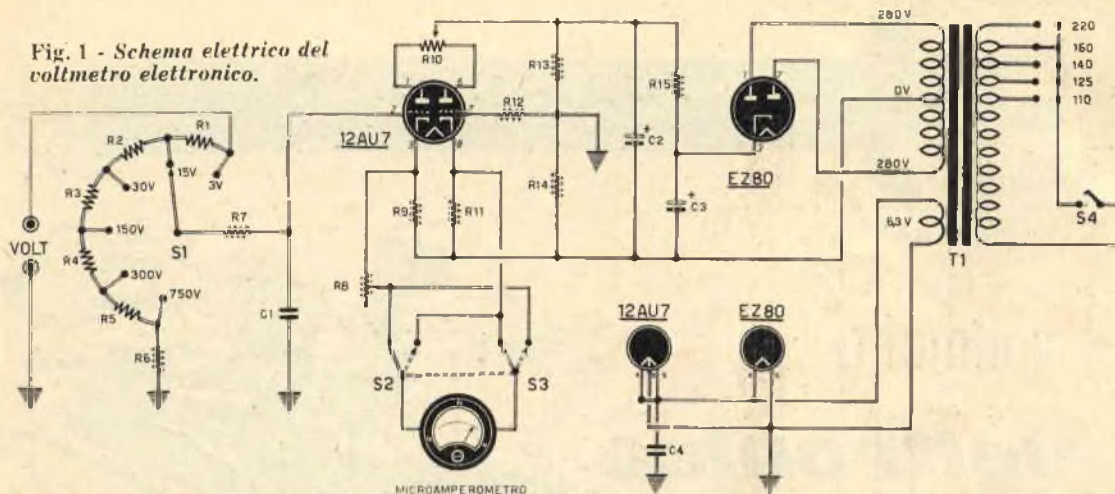 Fig. 1 - Schema elettrico del
voltmetro elettronico.
R10
12AU7
R12
R13
R14
R15
C2
C3
EZ80
280V
0V
280V
6,3V
T1
220
160
140
125
110
S4
R1
R2
R3
R4
R5
R6
3V
15V
30V
150V
300V
750V
VOLT
S1
R7
C1
R8
R9
R11
S2
S3
MICROAMPEROMETRO
12AU7
EZ80
C4